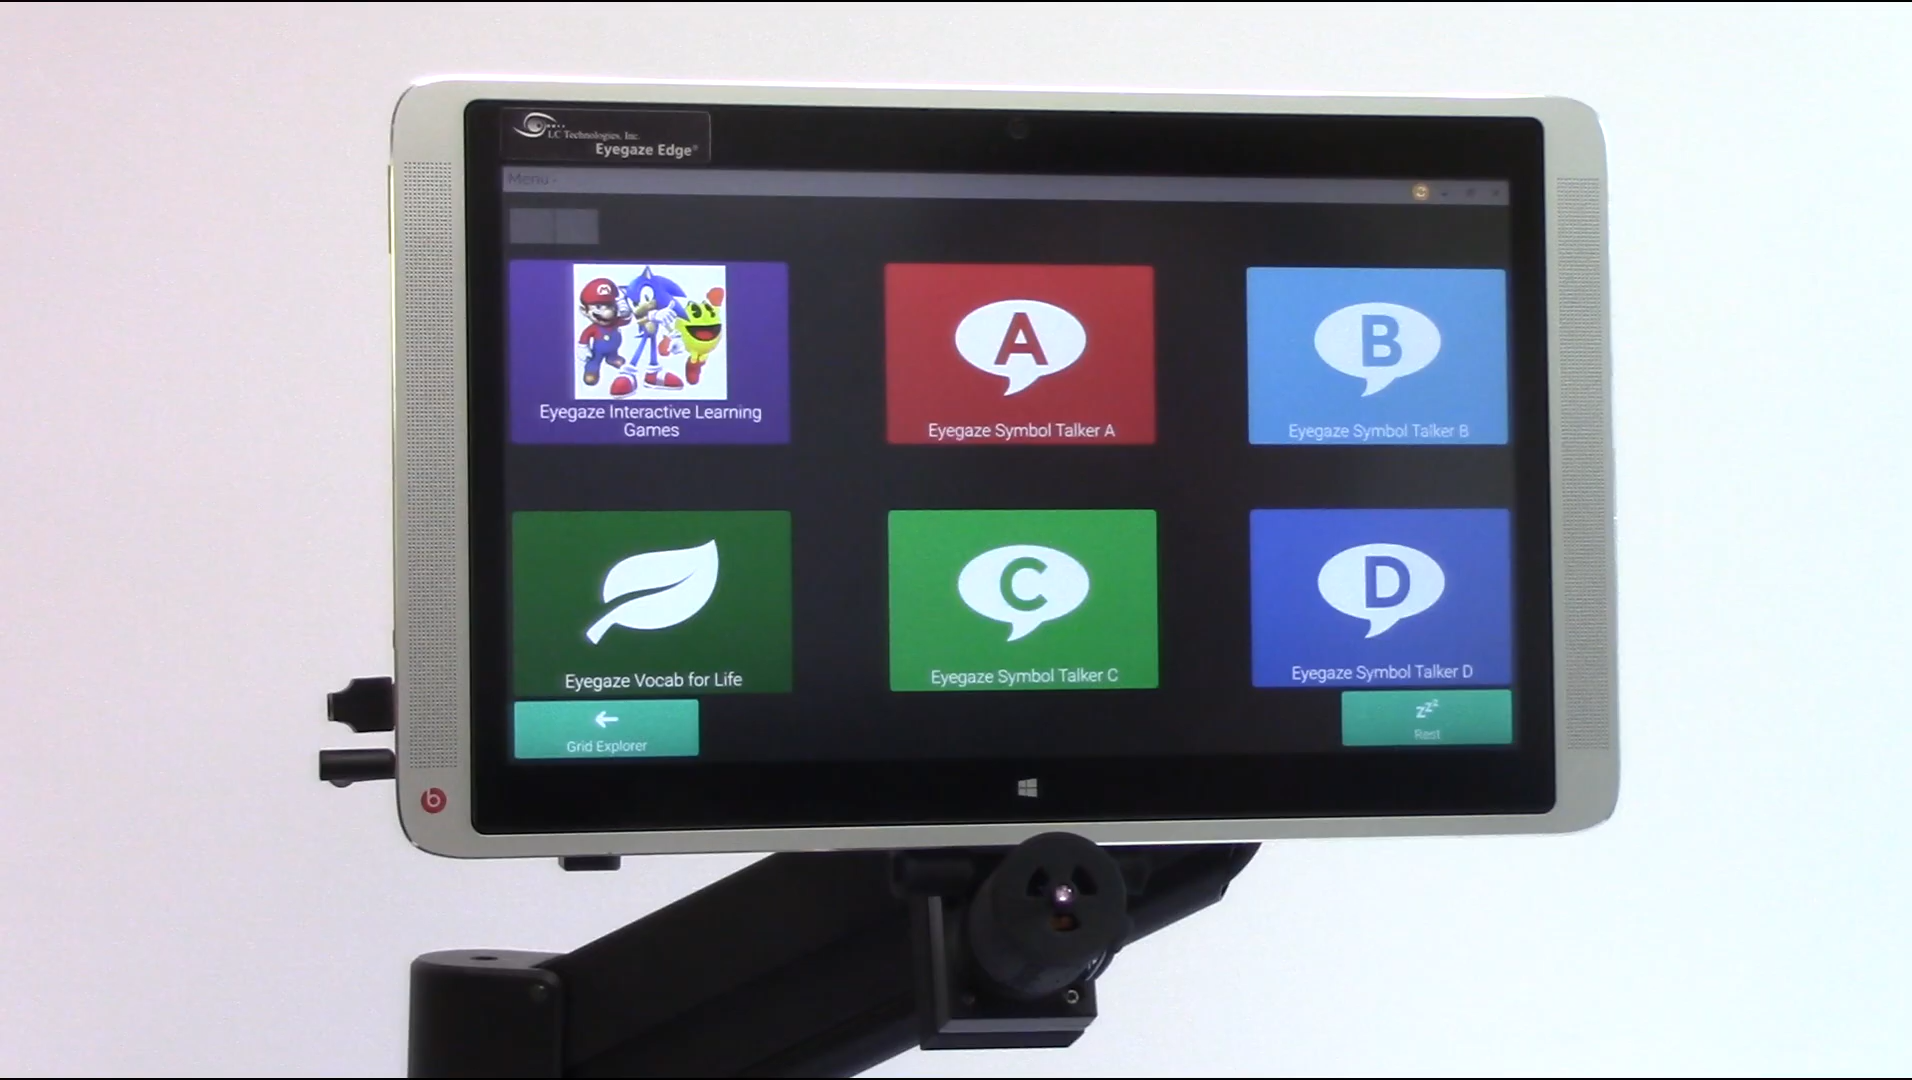 LC Technologies, Inc.
Eyegaze Edge®
Menu -
Eyegaze Interactive Learning
Games
A
Eyegaze Symbol Talker A
B
Eyegaze Symbol Talker B
Eyegaze Vocab for Life
C
Eyegaze Symbol Talker C
D
Eyegaze Symbol Talker D
Grid Explorer
zzz
Rest
b